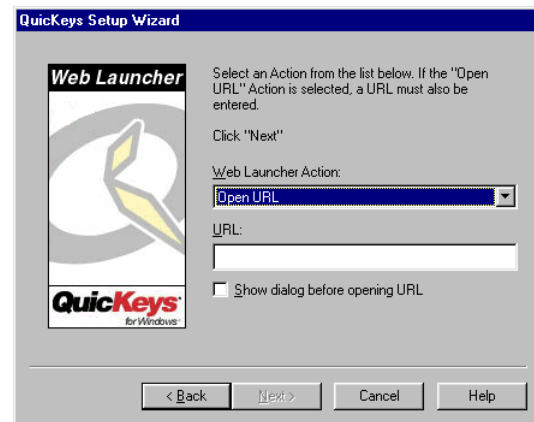 QuicKeys Setup Wizard
Web Launcher
Select an Action from the list below. If the "Open
URL" Action is selected, a URL must also be
entered.
Click "Next"
Web Launcher Action:
Open URL
URL:
Show dialog before opening URL
QuicKeys
for Windows
< Back
Next >
Cancel
Help